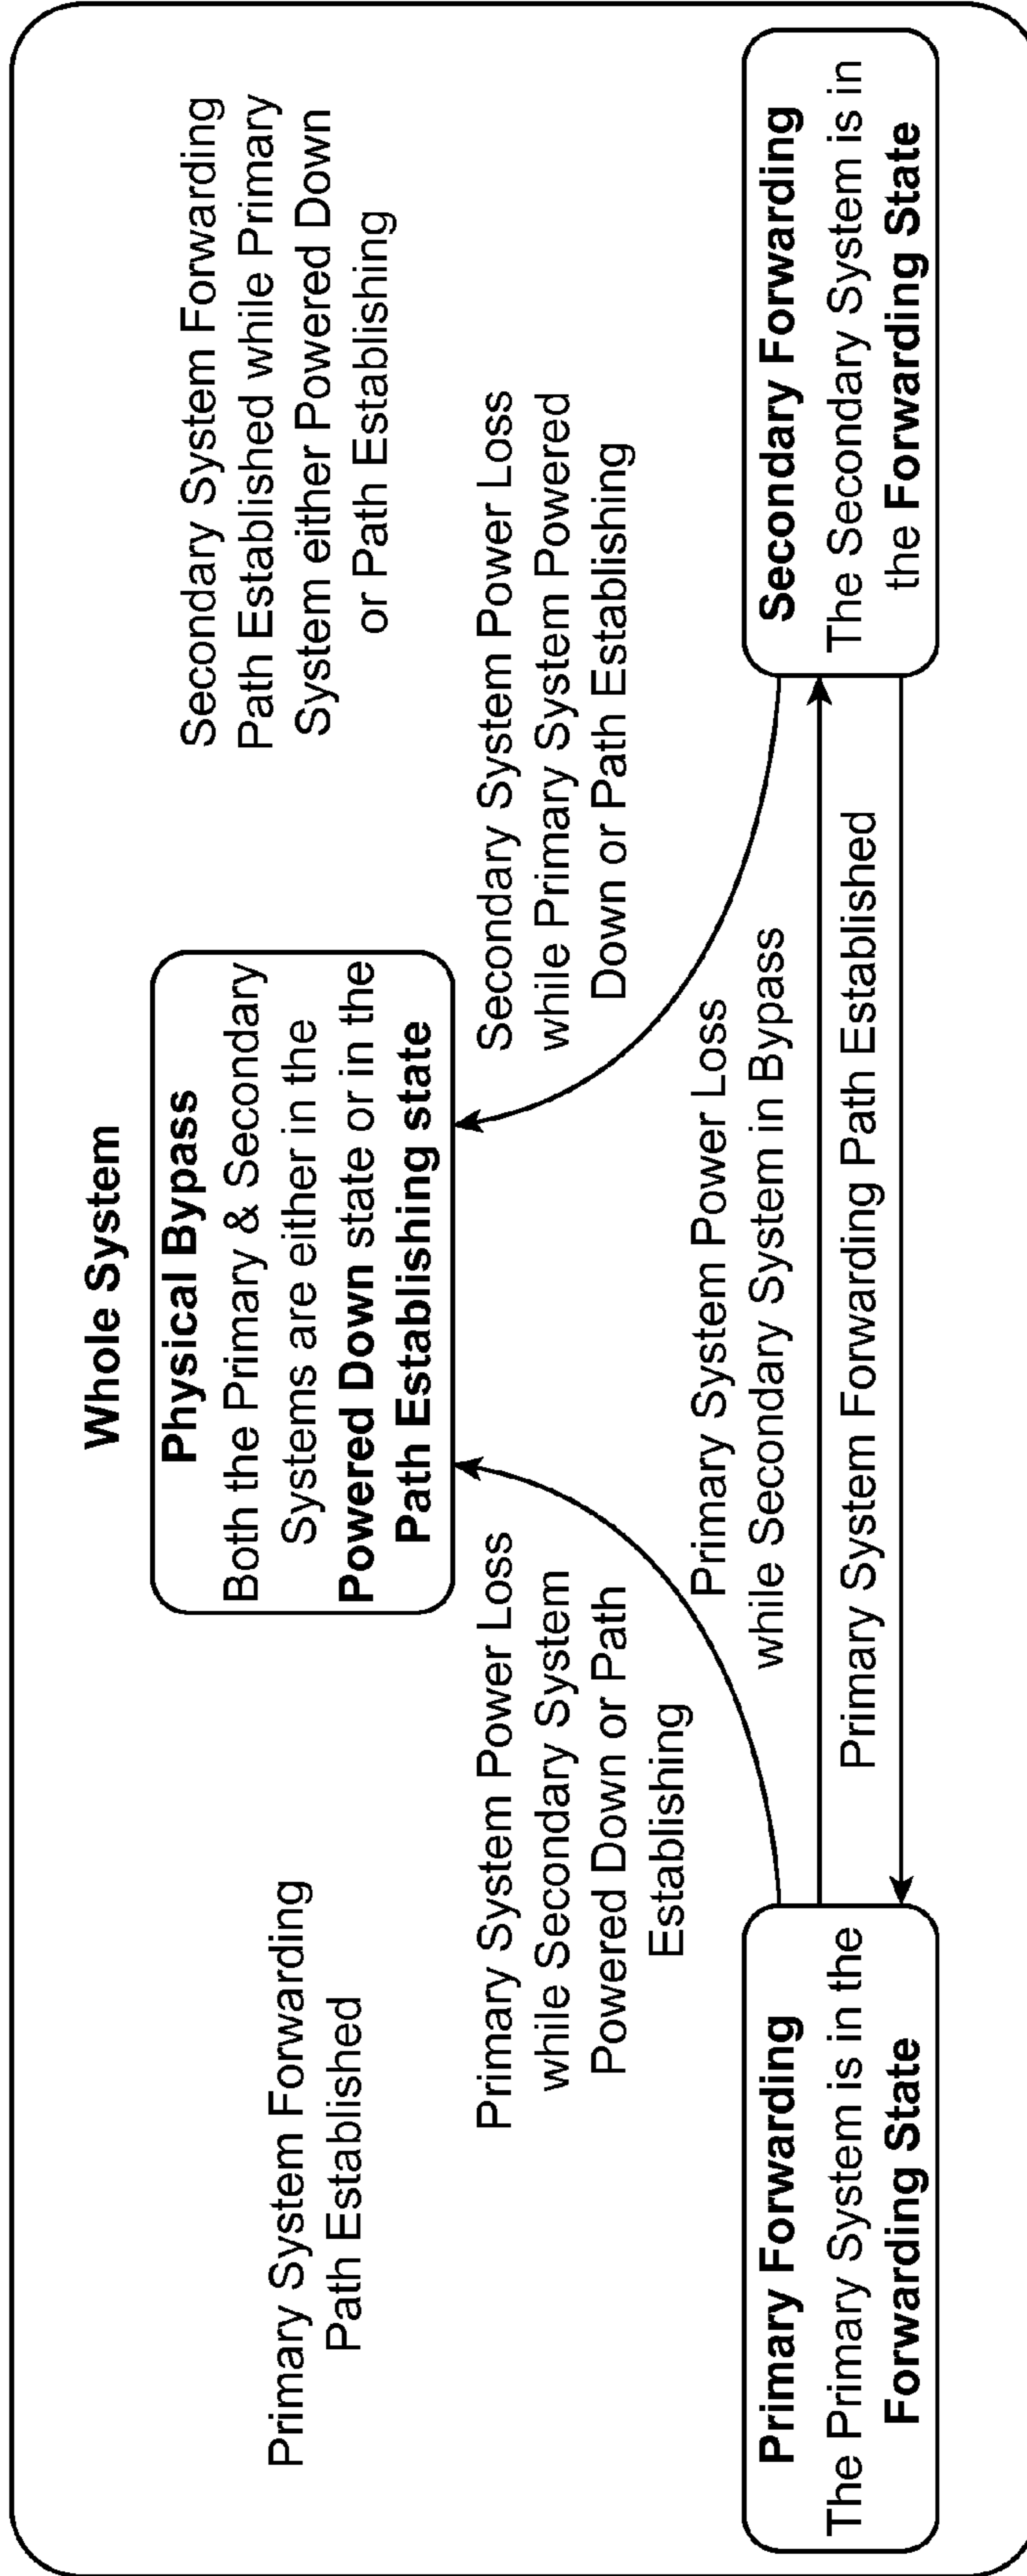 Whole System
Physical Bypass
Both the Primary & Secondary
Systems are either in the
Powered Down state or in the
Path Establishing state
Primary System Forwarding
Path Established
Secondary System Forwarding
Path Established while Primary
System either Powered Down
or Path Establishing
Primary System Power Loss
while Secondary System
Powered Down or Path
Establishing
Secondary System Power Loss
while Primary System Powered
Down or Path Establishing
Primary System Power Loss
while Secondary System in Bypass
Primary System Forwarding Path Established
Primary Forwarding
The Primary System is in the
Forwarding State
Secondary Forwarding
The Secondary System is in
the Forwarding State